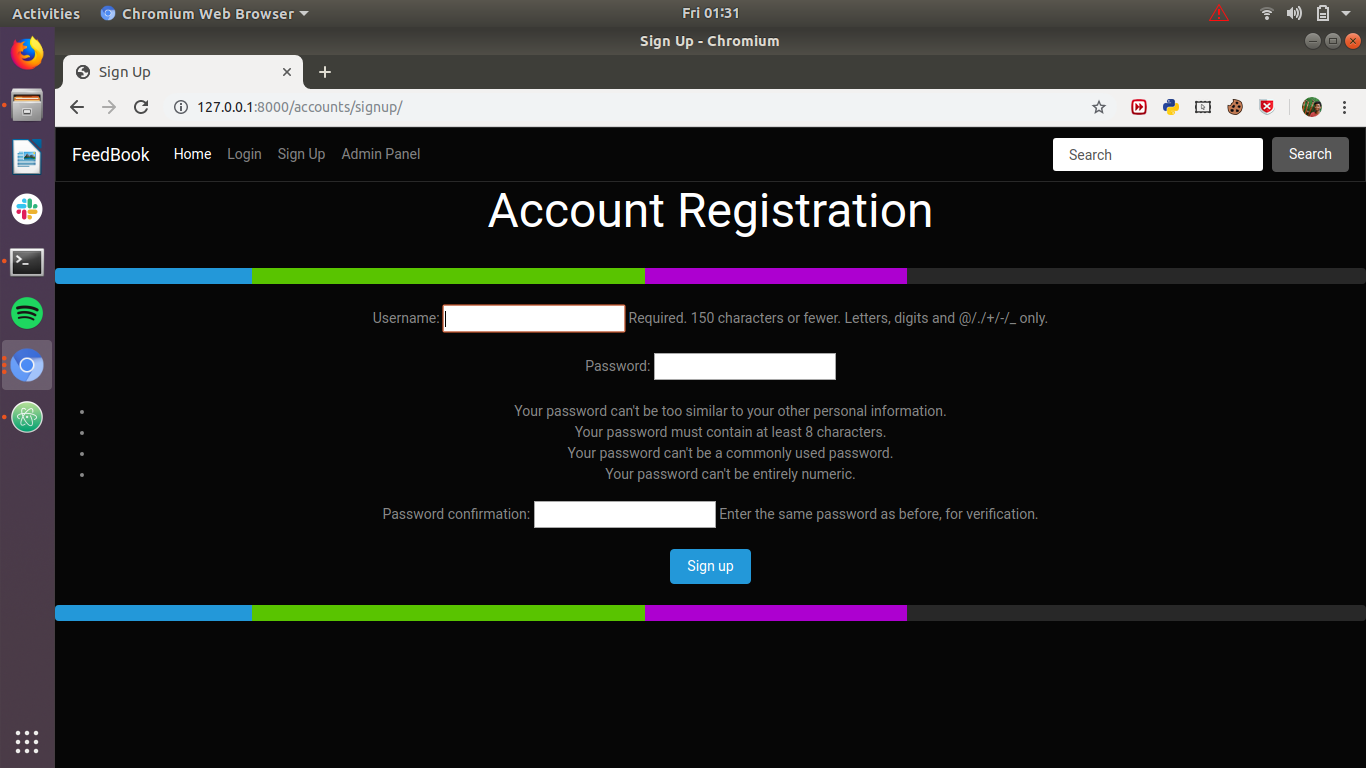 Activities Chromium Web Browser Fri 01:31
Sign Up - Chromium
Sign Up
127.0.0.1:8000/accounts/signup/
FeedBook Home Login Sign Up Admin Panel Search Search
Account Registration
Username: Required. 150 characters or fewer. Letters, digits and @/./+/-/_ only.
Password:
Your password can't be too similar to your other personal information.
Your password must contain at least 8 characters.
Your password can't be a commonly used password.
Your password can't be entirely numeric.
Password confirmation: Enter the same password as before, for verification.
Sign up